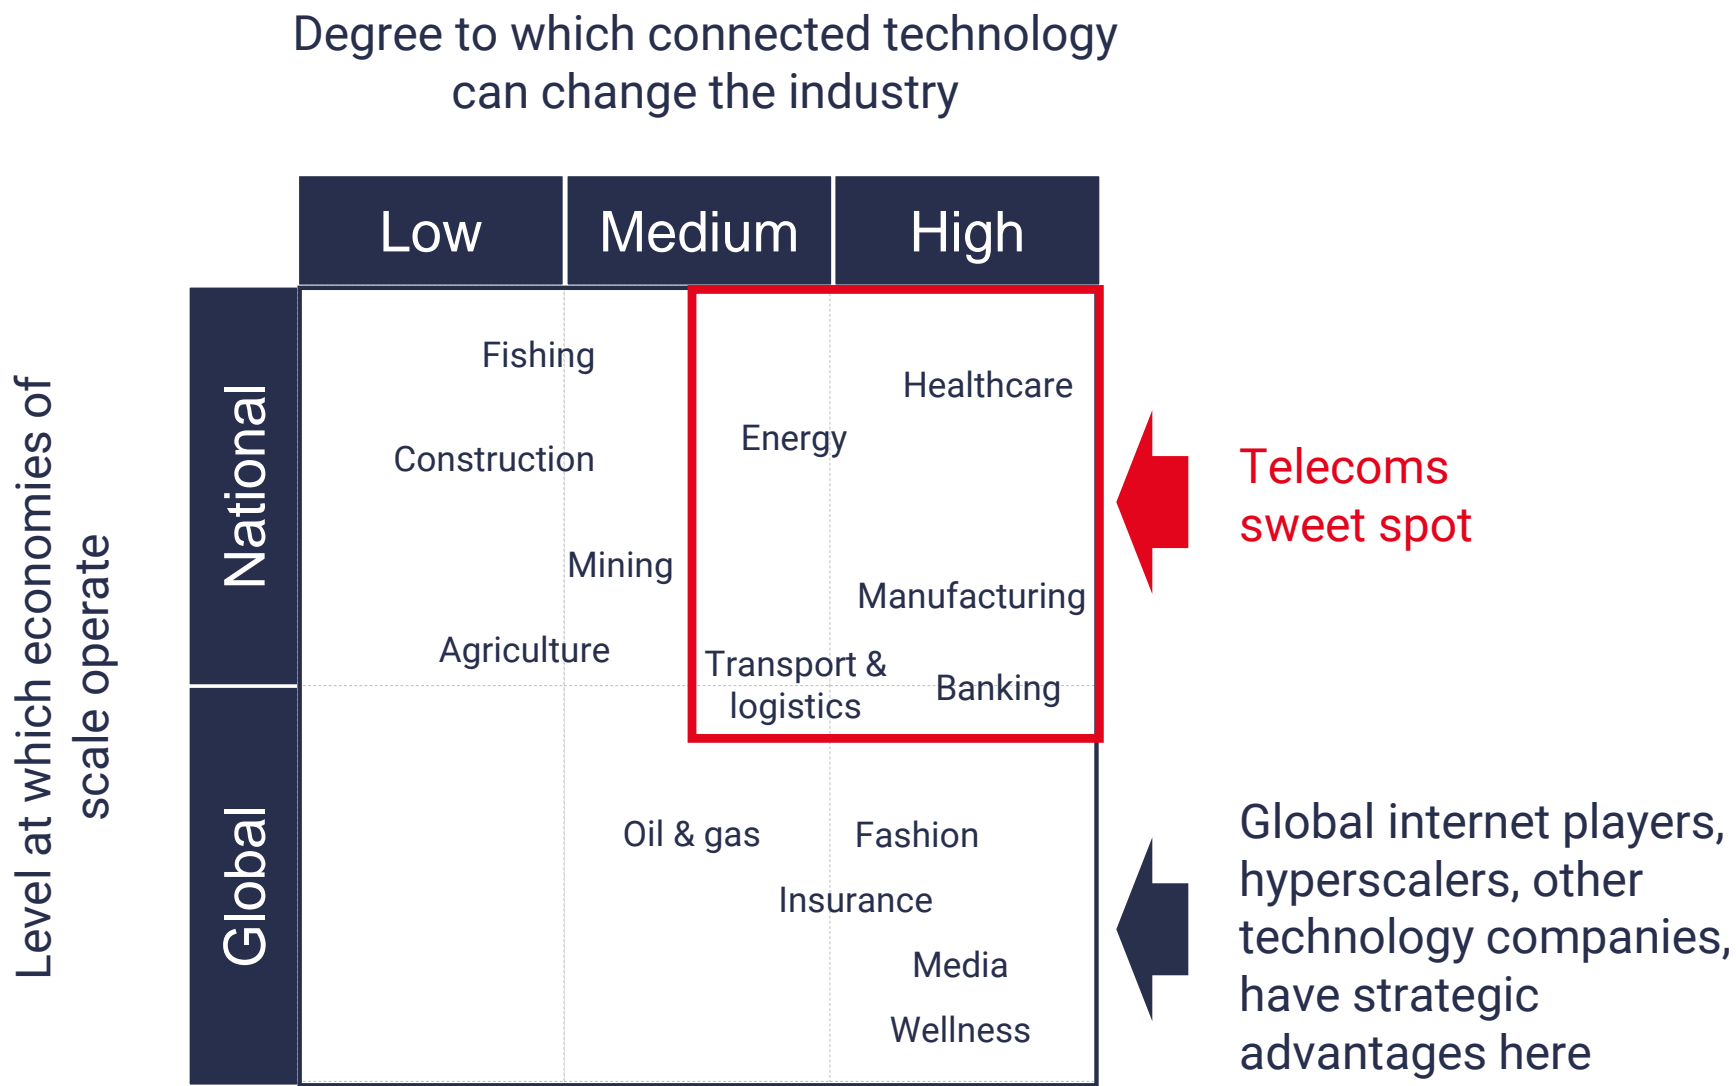 Degree to which connected technology
can change the industry
Low
Medium
High
Level at which economies of
scale operate
National
Global
Fishing
Healthcare
Energy
Construction
Mining
Manufacturing
Agriculture
Transport &
logistics
Banking
Oil & gas
Fashion
Insurance
Media
Wellness
Telecoms
sweet spot
Global internet players,
hyperscalers, other
technology companies,
have strategic
advantages here